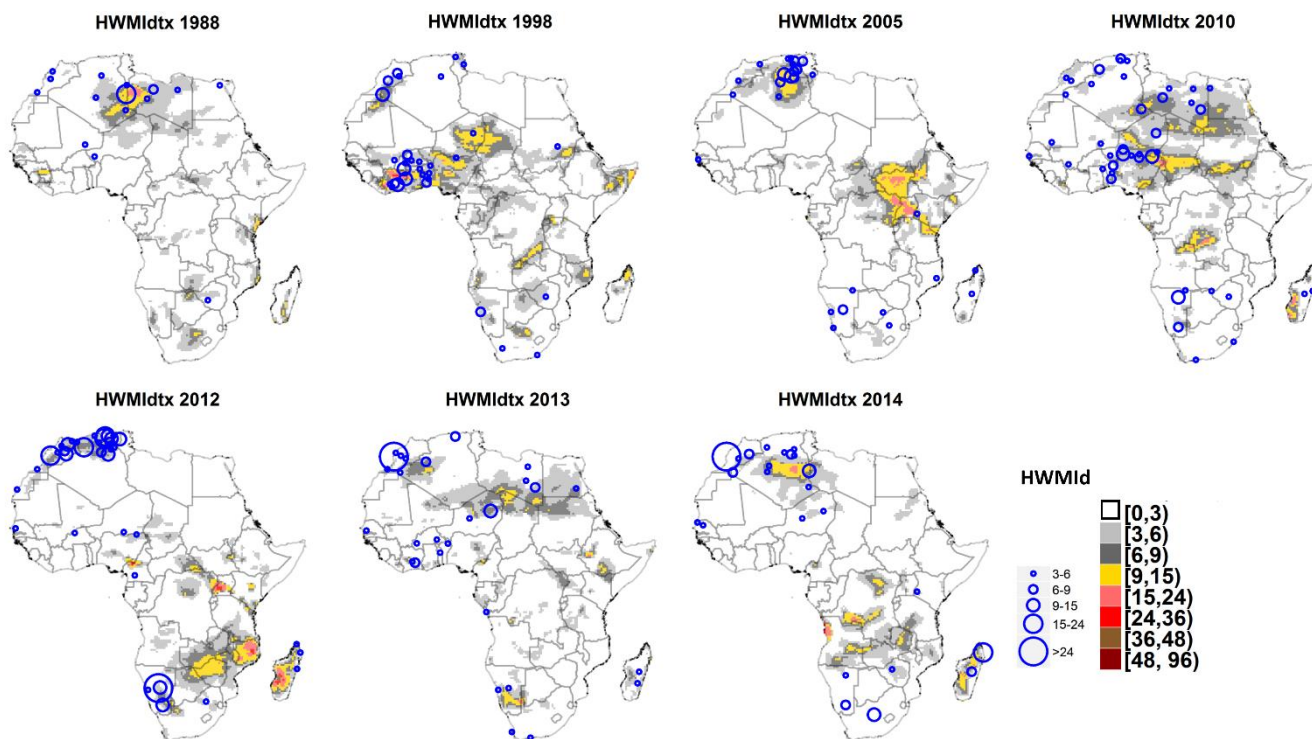 HWMIdtx 1988
HWMIdtx 1998
HWMIdtx 2005
HWMIdtx 2010
HWMIdtx 2012
HWMIdtx 2013
HWMIdtx 2014
HWMId
3-6
6-9
9-15
15-24
>24
[0,3)
[3,6)
[6,9)
[9,15)
[15,24)
[24,36)
[36,48)
[48, 96)